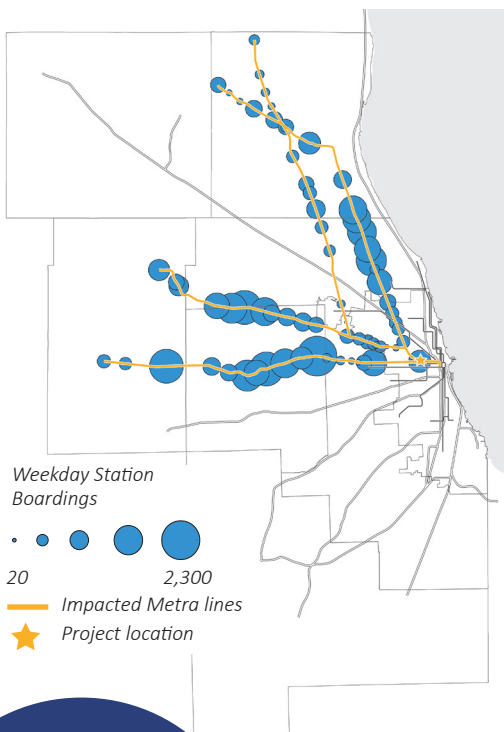 Weekday Station
Boardings
20
2,300
Impacted Metra lines
Project location